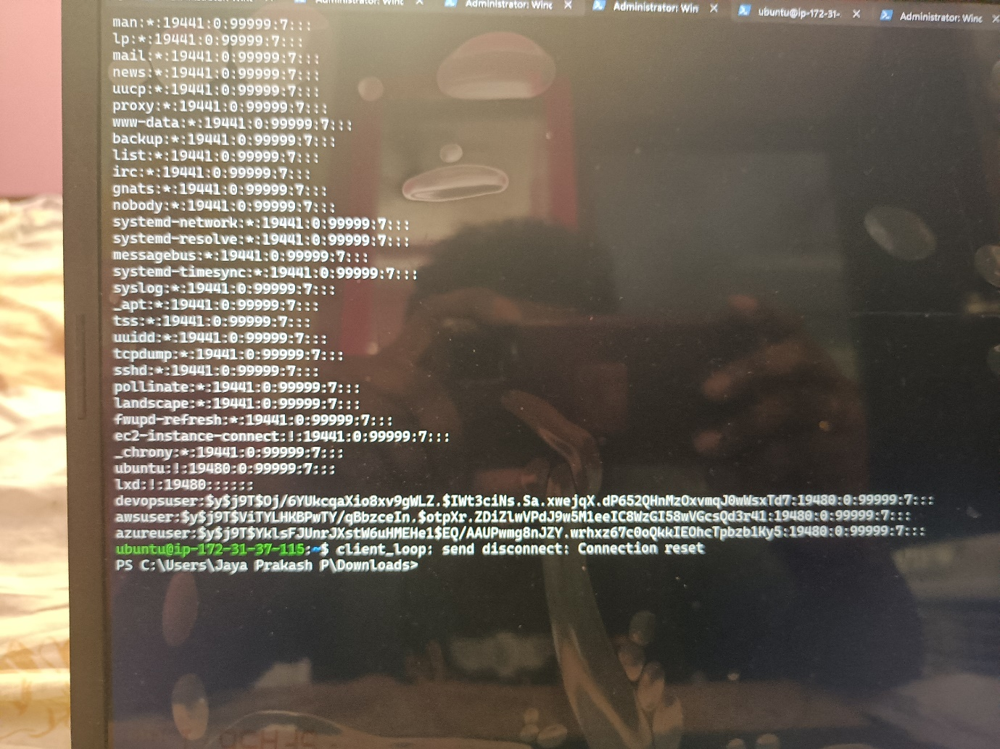 Administrator: Winc
Administrator: Winc
Administrator: Win
ubuntu@ip-172-31-
Administrator: Winc
man:*:19441:0:99999:7:::
lp:*:19441:0:99999:7:::
mail:*:19441:0:99999:7:::
news:*:19441:0:99999:7:::
uucp:*:19441:0:99999:7:::
proxy:*:19441:0:99999:7:::
www-data:*:19441:0:99999:7:::
backup:*:19441:0:99999:7:::
list:*:19441:0:99999:7:::
irc:*:19441:0:99999:7:::
gnats:*:19441:0:99999:7:::
nobody:*:19441:0:99999:7:::
systemd-network:*:19441:0:99999:7:::
systemd-resolve:*:19441:0:99999:7:::
messagebus:*:19441:0:99999:7:::
systemd-timesync:*:19441:0:99999:7:::
syslog:*:19441:0:99999:7:::
_apt:*:19441:0:99999:7:::
tss:*:19441:0:99999:7:::
uuidd:*:19441:0:99999:7:::
tcpdump:*:19441:0:99999:7:::
sshd:*:19441:0:99999:7:::
pollinate:*:19441:0:99999:7:::
landscape:*:19441:0:99999:7:::
fwupd-refresh:*:19441:0:99999:7:::
ec2-instance-connect:!:19441:0:99999:7:::
_chrony:*:19441:0:99999:7:::
ubuntu:!:19480:0:99999:7:::
lxd:!:19480::::::
devopsuser:$y$j9T$Oj/6YUkcqaXio8xv9gWLZ.$IWt3ciNs.Sa.xwejqX.dP652QHnMzOxvmqJ0wWsxTd7:19480:0:99999:7:::
awsuser:$y$j9T$ViTYLHKBPwTY/qBbzceIn.$otpXr.ZDiZlwVPdJ9w5M1eeIC8WzGI58wVGcsQd3r41:19480:0:99999:7:::
azureuser:$y$j9T$YklsFJUnrJXstW6uHMEHe1$EQ/AAUPwmg8nJZY.wrhxz67c0oQkkIEOhcTpbzb1Ky5:19480:0:99999:7:::
ubuntu@ip-172-31-37-115:~$ client_loop: send disconnect: Connection reset
PS C:\Users\Jaya Prakash P\Downloads>